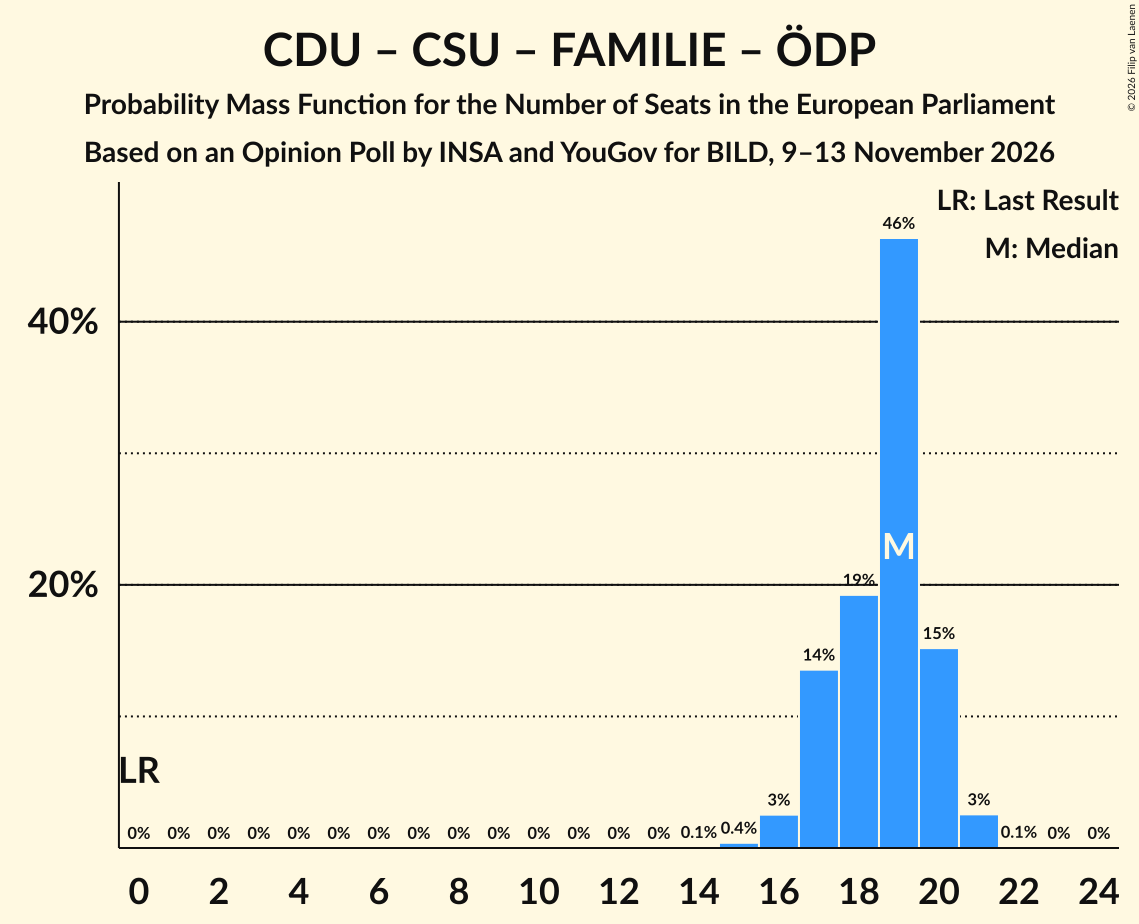 CDU – CSU – FAMILIE – ÖDP
Probability Mass Function for the Number of Seats in the European Parliament
Based on an Opinion Poll by INSA and YouGov for BILD, 9–13 November 2026
© 2026 Filip van Laenen
LR: Last Result
M: Median
46%
40%
M
20%
19%
15%
14%
LR
3% 3%
0% 0% 0% 0% 0% 0% 0% 0% 0% 0% 0% 0% 0% 0% 0.1% 0.4% 0.1% 0% 0%
0 2 4 6 8 10 12 14 16 18 20 22 24